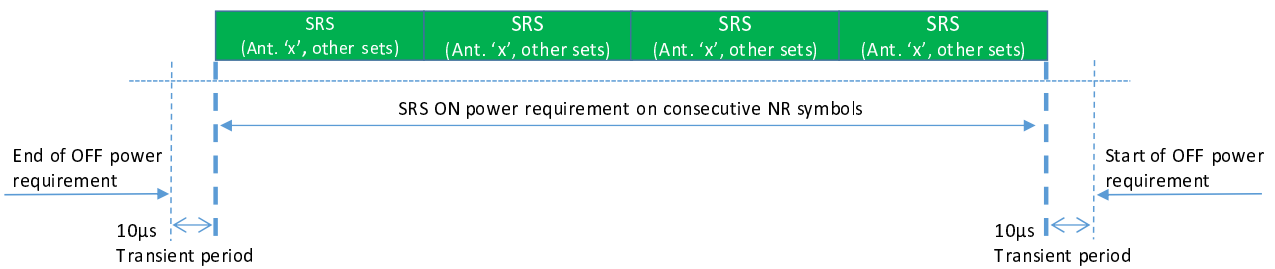 SRS
(Ant. ‘x’, other sets)
SRS
(Ant. ‘x’, other sets)
SRS
(Ant. ‘x’, other sets)
SRS
(Ant. ‘x’, other sets)
SRS ON power requirement on consecutive NR symbols
End of OFF power
requirement
Start of OFF power
requirement
10µs
Transient period
10µs
Transient period